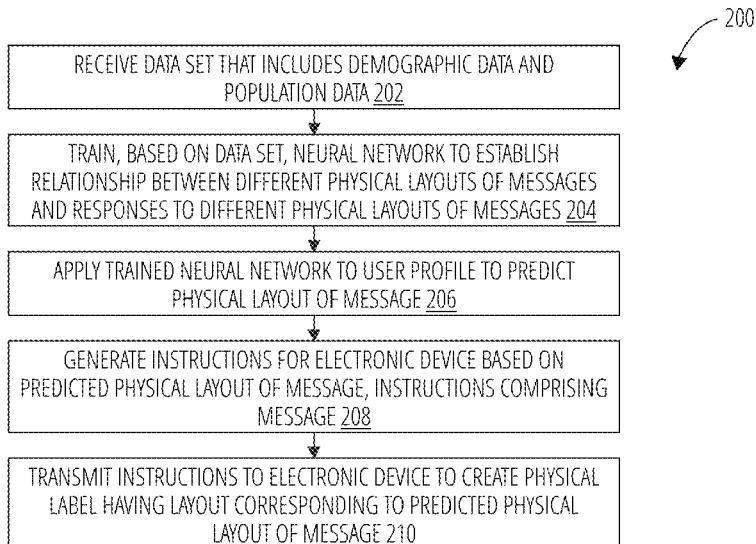 200
RECEIVE DATA SET THAT INCLUDES DEMOGRAPHIC DATA AND
POPULATION DATA 202
TRAIN, BASED ON DATA SET, NEURAL NETWORK TO ESTABLISH
RELATIONSHIP BETWEEN DIFFERENT PHYSICAL LAYOUTS OF MESSAGES
AND RESPONSES TO DIFFERENT PHYSICAL LAYOUTS OF MESSAGES 204
APPLY TRAINED NEURAL NETWORK TO USER PROFILE TO PREDICT
PHYSICAL LAYOUT OF MESSAGE 206
GENERATE INSTRUCTIONS FOR ELECTRONIC DEVICE BASED ON
PREDICTED PHYSICAL LAYOUT OF MESSAGE, INSTRUCTIONS COMPRISING
MESSAGE 208
TRANSMIT INSTRUCTIONS TO ELECTRONIC DEVICE TO CREATE PHYSICAL
LABEL HAVING LAYOUT CORRESPONDING TO PREDICTED PHYSICAL
LAYOUT OF MESSAGE 210